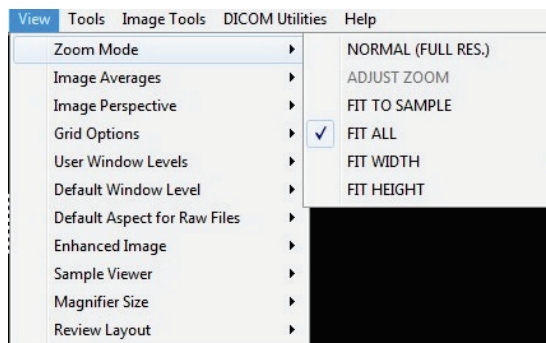 View Tools Image Tools DICOM Utilities Help
Zoom Mode
Image Averages
Image Perspective
Grid Options
User Window Levels
Default Window Level
Default Aspect for Raw Files
Enhanced Image
Sample Viewer
Magnifier Size
Review Layout
NORMAL (FULL RES.)
ADJUST ZOOM
FIT TO SAMPLE
FIT ALL
FIT WIDTH
FIT HEIGHT